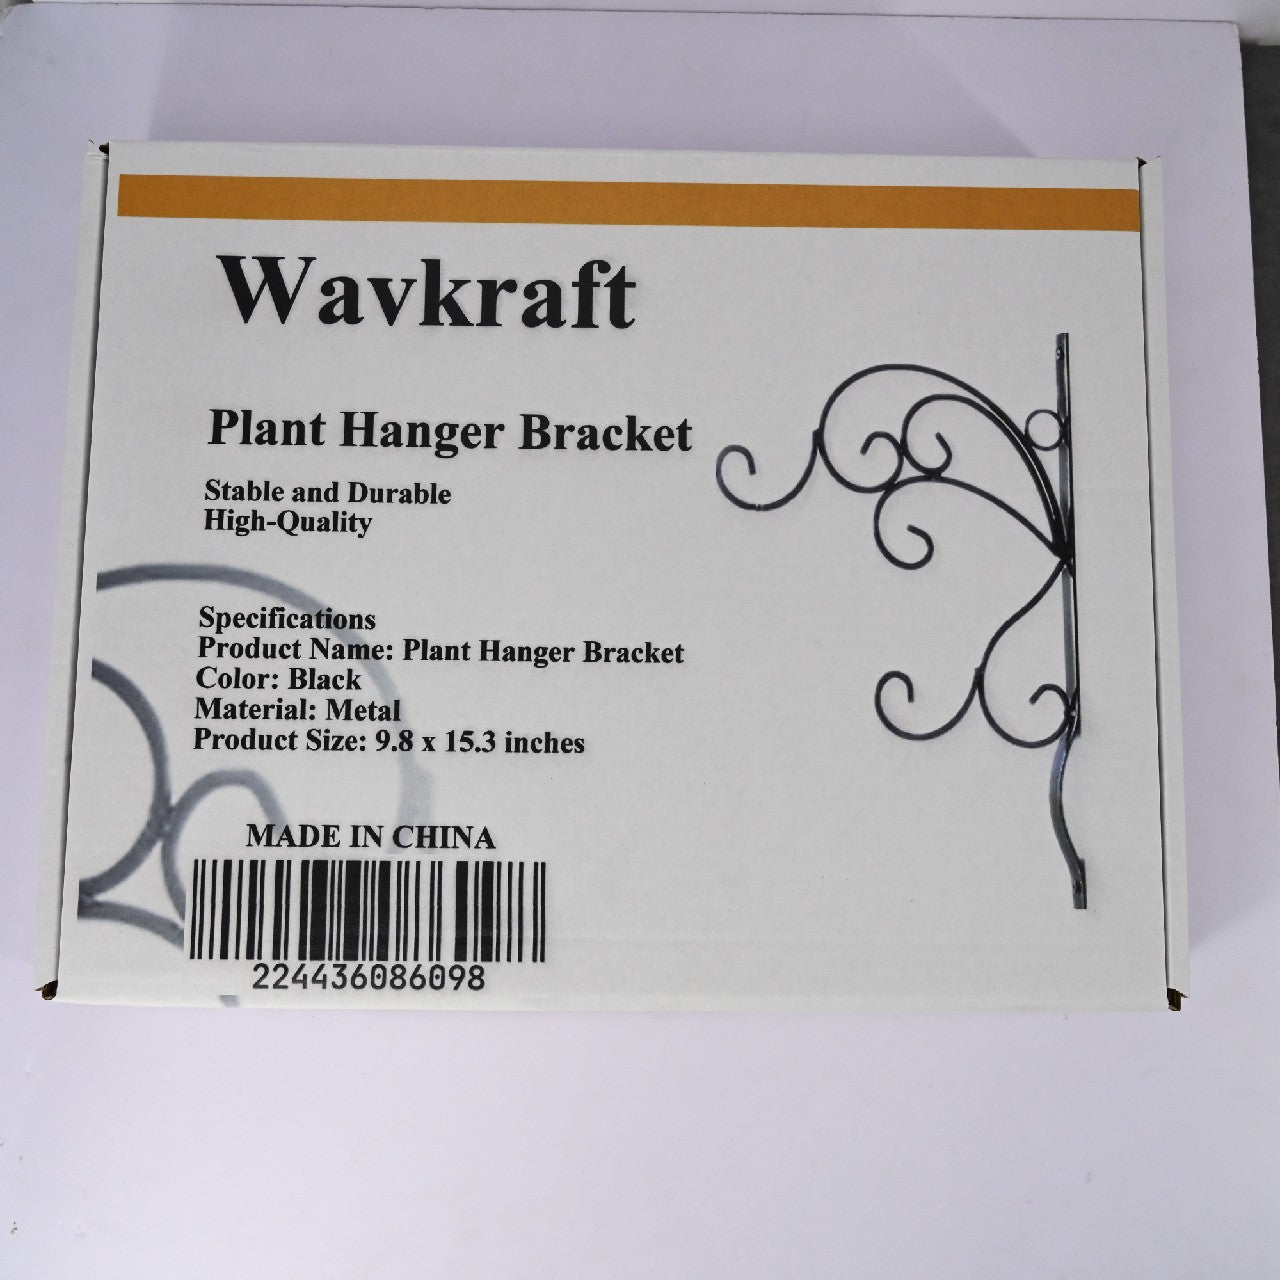 Wavkraft
Plant Hanger Bracket
Stable and Durable
High-Quality
Specifications
Product Name: Plant Hanger Bracket
Color: Black
Material: Metal
Product Size: 9.8 x 15.3 inches
MADE IN CHINA
224436086098